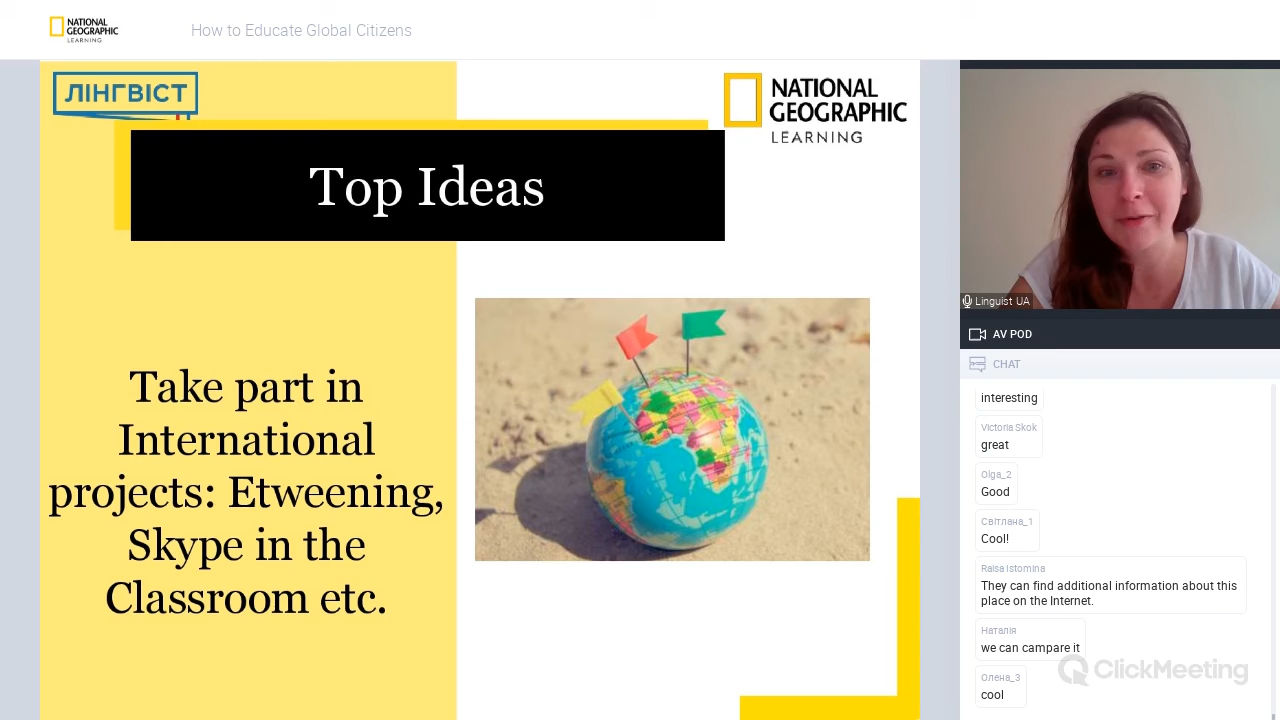 NATIONAL
GEOGRAPHIC
LEARNING
How to Educate Global Citizens
ЛІНГВІСТ
NATIONAL
GEOGRAPHIC
LEARNING
Top Ideas
Take part in
International
projects: Etweening,
Skype in the
Classroom etc.
Linguist UA
AV POD
CHAT
interesting
Victoria Skok
great
Olga_2
Good
Світлана_1
Cool!
Raisa Istomina
They can find additional information about this
place on the Internet.
Наталія
we can campare it
Олена_3
cool
ClickMeeting